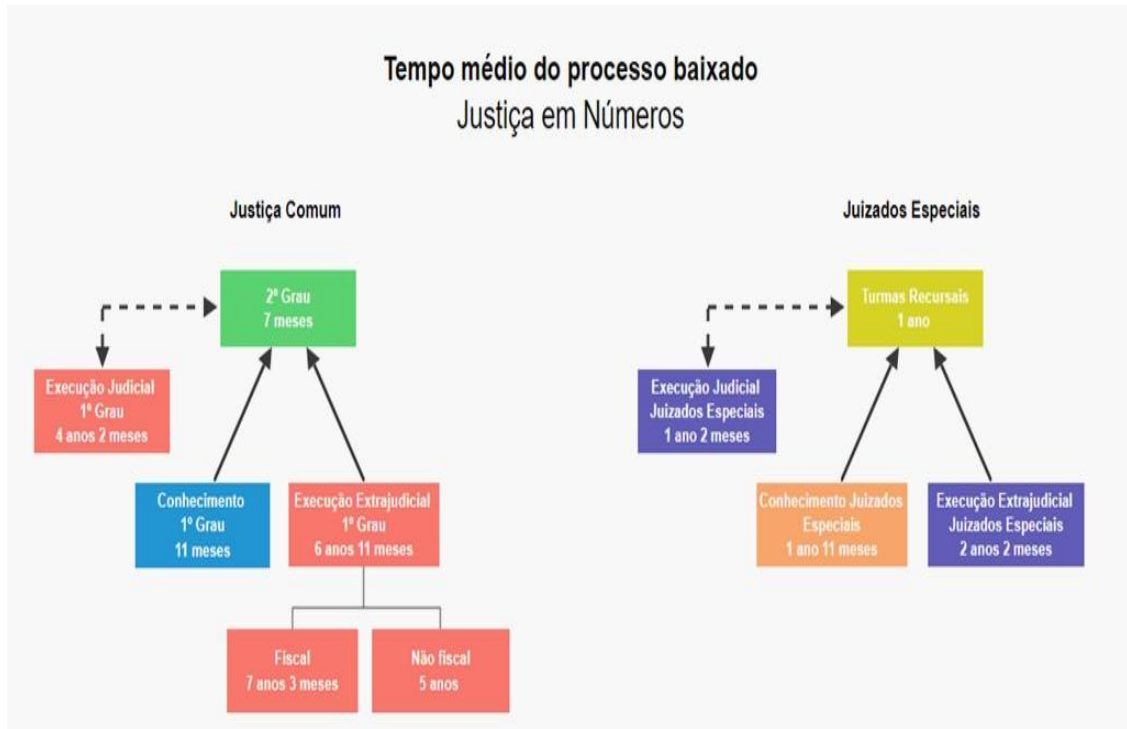 Tempo médio do processo baixado
Justiça em Números
Justiça Comum
2º Grau
7 meses
Execução Judicial
1º Grau
4 anos 2 meses
Conhecimento
1º Grau
11 meses
Execução Extrajudicial
1º Grau
6 anos 11 meses
Fiscal
7 anos 3 meses
Não fiscal
5 anos
Juizados Especiais
Turmas Recursais
1 ano
Execução Judicial
Juizados Especiais
1 ano 2 meses
Conhecimento Juizados
Especiais
1 ano 11 meses
Execução Extrajudicial
Juizados Especiais
2 anos 2 meses